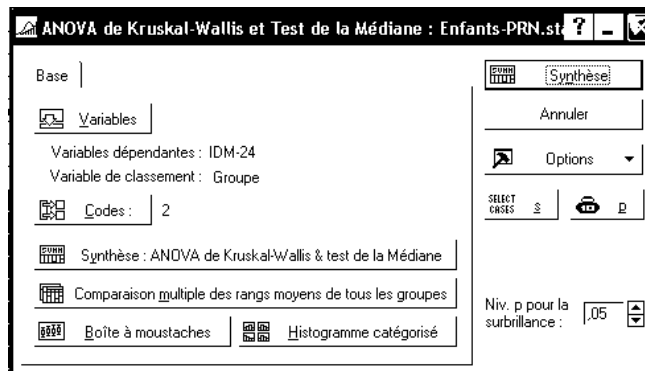 ANOVA de Kruskal-Wallis et Test de la Médiane : Enfants-PRN.sta
Base
Variables
Variables dépendantes : IDM-24
Variable de classement : Groupe
Codes : 2
Synthèse : ANOVA de Kruskal-Wallis & test de la Médiane
Comparaison multiple des rangs moyens de tous les groupes
Boîte à moustaches
Histogramme catégorisé
Synthèse
Annuler
Options
SELECT CASES S
D
Niv. p pour la surbrillance : ,05